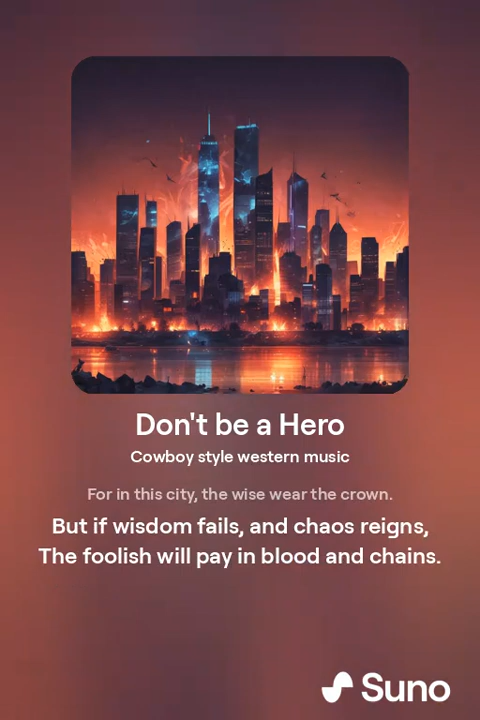 Don't be a Hero
Cowboy style western music
For in this city, the wise wear the crown.
But if wisdom fails, and chaos reigns,
The foolish will pay in blood and chains.
Suno